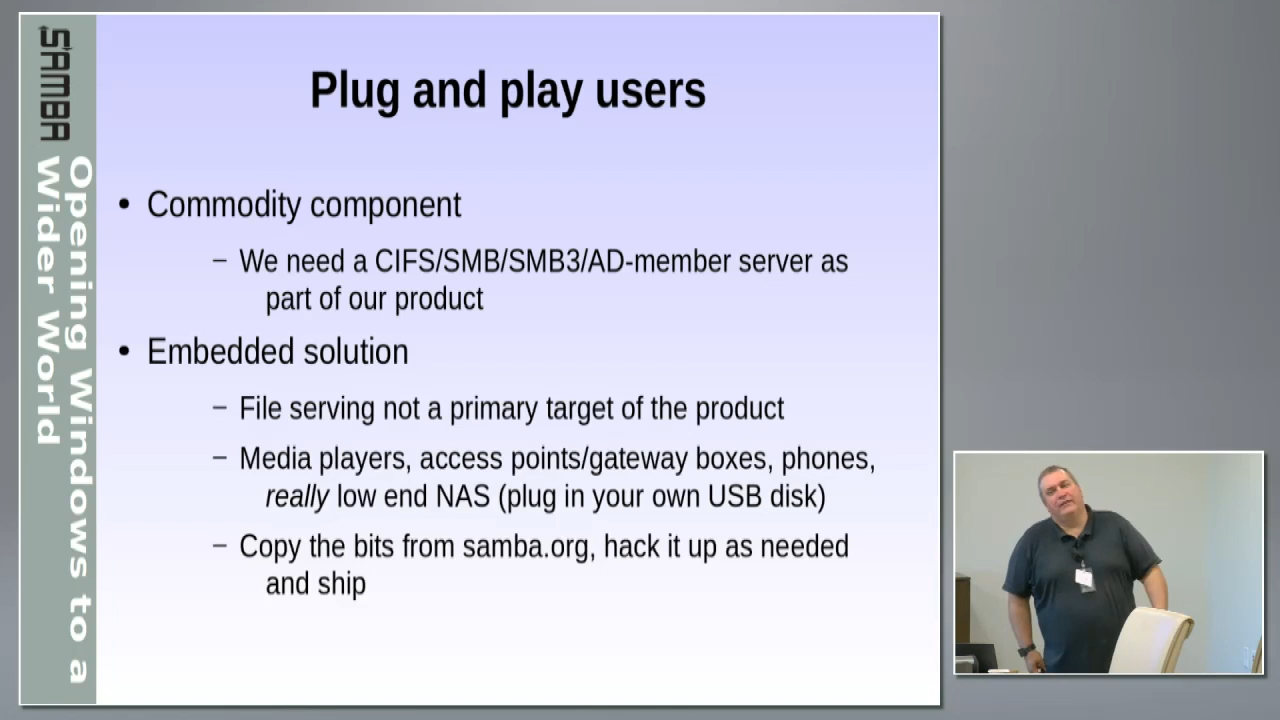 SAMBA
Opening Windows to a
Wider World
Plug and play users
• Commodity component
– We need a CIFS/SMB/SMB3/AD-member server as
part of our product
• Embedded solution
– File serving not a primary target of the product
– Media players, access points/gateway boxes, phones,
really low end NAS (plug in your own USB disk)
– Copy the bits from samba.org, hack it up as needed
and ship